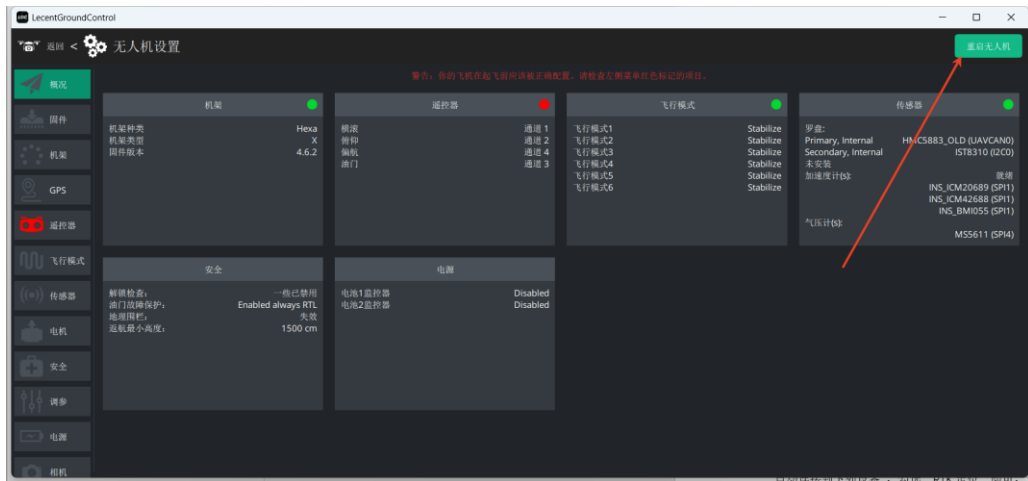 LecentGroundControl
返回 < 无人机设置
重启无人机
警告: 你的飞机在起飞前应该被正确配置。请检查左侧菜单红色标记的项目。
概况
固件
机架
GPS
遥控器
飞行模式
传感器
电机
安全
调参
电源
相机
机架
机架种类 Hexa
机架类型 X
固件版本 4.6.2
遥控器
横滚 通道 1
俯仰 通道 2
偏航 通道 4
油门 通道 3
飞行模式
飞行模式1 Stabilize
飞行模式2 Stabilize
飞行模式3 Stabilize
飞行模式4 Stabilize
飞行模式5 Stabilize
飞行模式6 Stabilize
传感器
罗盘:
Primary, Internal HMC5883_OLD (UAVCAN0)
Secondary, Internal IST8310 (I2C0)
未安装
加速度计(s): 就绪
INS_ICM20689 (SPI1)
INS_ICM42688 (SPI1)
INS_BMI055 (SPI1)
气压计(s):
MS5611 (SPI4)
安全
解锁检查: 一些已禁用
油门故障保护: Enabled always RTL
地理围栏: 失效
返航最小高度: 1500 cm
电源
电池1监控器 Disabled
电池2监控器 Disabled